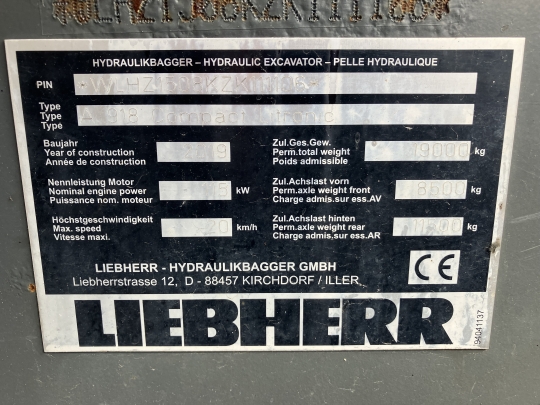 HYDRAULIKBAGGER – HYDRAULIC EXCAVATOR – PELLE HYDRAULIQUE
PIN
Type
Type
Type
Compact
Baujahr
Year of construction
Année de construction
Zul.Ges.Gew.
Perm.total weight
Poids admissible
kg
Nennleistung Motor
Nominal engine power
Puissance nom. moteur
kW
Zul.Achslast vorn
Perm.axle weight front
Charge admis.sur ess.AV
kg
Höchstgeschwindigkeit
Max. speed
Vitesse maxi.
20 km/h
Zul.Achslast hinten
Perm.axle weight rear
Charge admis,sur ess.AR
kg
LIEBHERR - HYDRAULIKBAGGER GMBH
Liebherrstrasse 12, D - 88457 KIRCHDORF / ILLER
CE
LIEBHERR
94041137